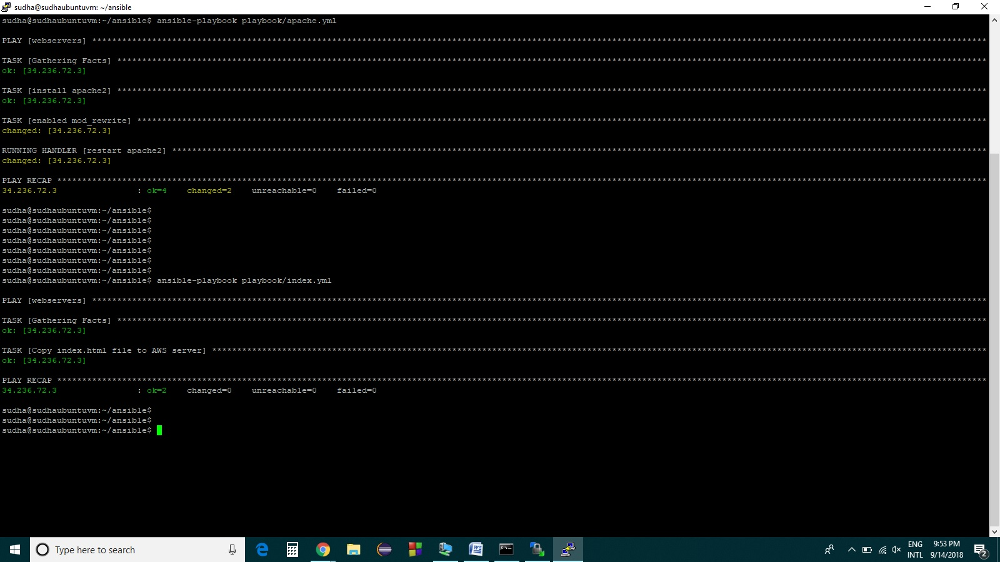 sudha@sudhaubuntuvm: ~/ansible
sudha@sudhaubuntuvm:~/ansible$ ansible-playbook playbook/apache.yml
PLAY [webservers] ***********************************************************************************************************************************************************************************
TASK [Gathering Facts] ******************************************************************************************************************************************************************************
ok: [34.236.72.3]
TASK [install apache2] ******************************************************************************************************************************************************************************
ok: [34.236.72.3]
TASK [enabled mod_rewrite] **************************************************************************************************************************************************************************
changed: [34.236.72.3]
RUNNING HANDLER [restart apache2] *******************************************************************************************************************************************************************
changed: [34.236.72.3]
PLAY RECAP ******************************************************************************************************************************************************************************************
34.236.72.3                : ok=4    changed=2    unreachable=0    failed=0
sudha@sudhaubuntuvm:~/ansible$
sudha@sudhaubuntuvm:~/ansible$
sudha@sudhaubuntuvm:~/ansible$
sudha@sudhaubuntuvm:~/ansible$
sudha@sudhaubuntuvm:~/ansible$
sudha@sudhaubuntuvm:~/ansible$
sudha@sudhaubuntuvm:~/ansible$
sudha@sudhaubuntuvm:~/ansible$ ansible-playbook playbook/index.yml
PLAY [webservers] ***********************************************************************************************************************************************************************************
TASK [Gathering Facts] ******************************************************************************************************************************************************************************
ok: [34.236.72.3]
TASK [Copy index.html file to AWS server] ***********************************************************************************************************************************************************
ok: [34.236.72.3]
PLAY RECAP ******************************************************************************************************************************************************************************************
34.236.72.3                : ok=2    changed=0    unreachable=0    failed=0
sudha@sudhaubuntuvm:~/ansible$
sudha@sudhaubuntuvm:~/ansible$
sudha@sudhaubuntuvm:~/ansible$
Type here to search
ENG
INTL
9:53 PM
9/14/2018
2